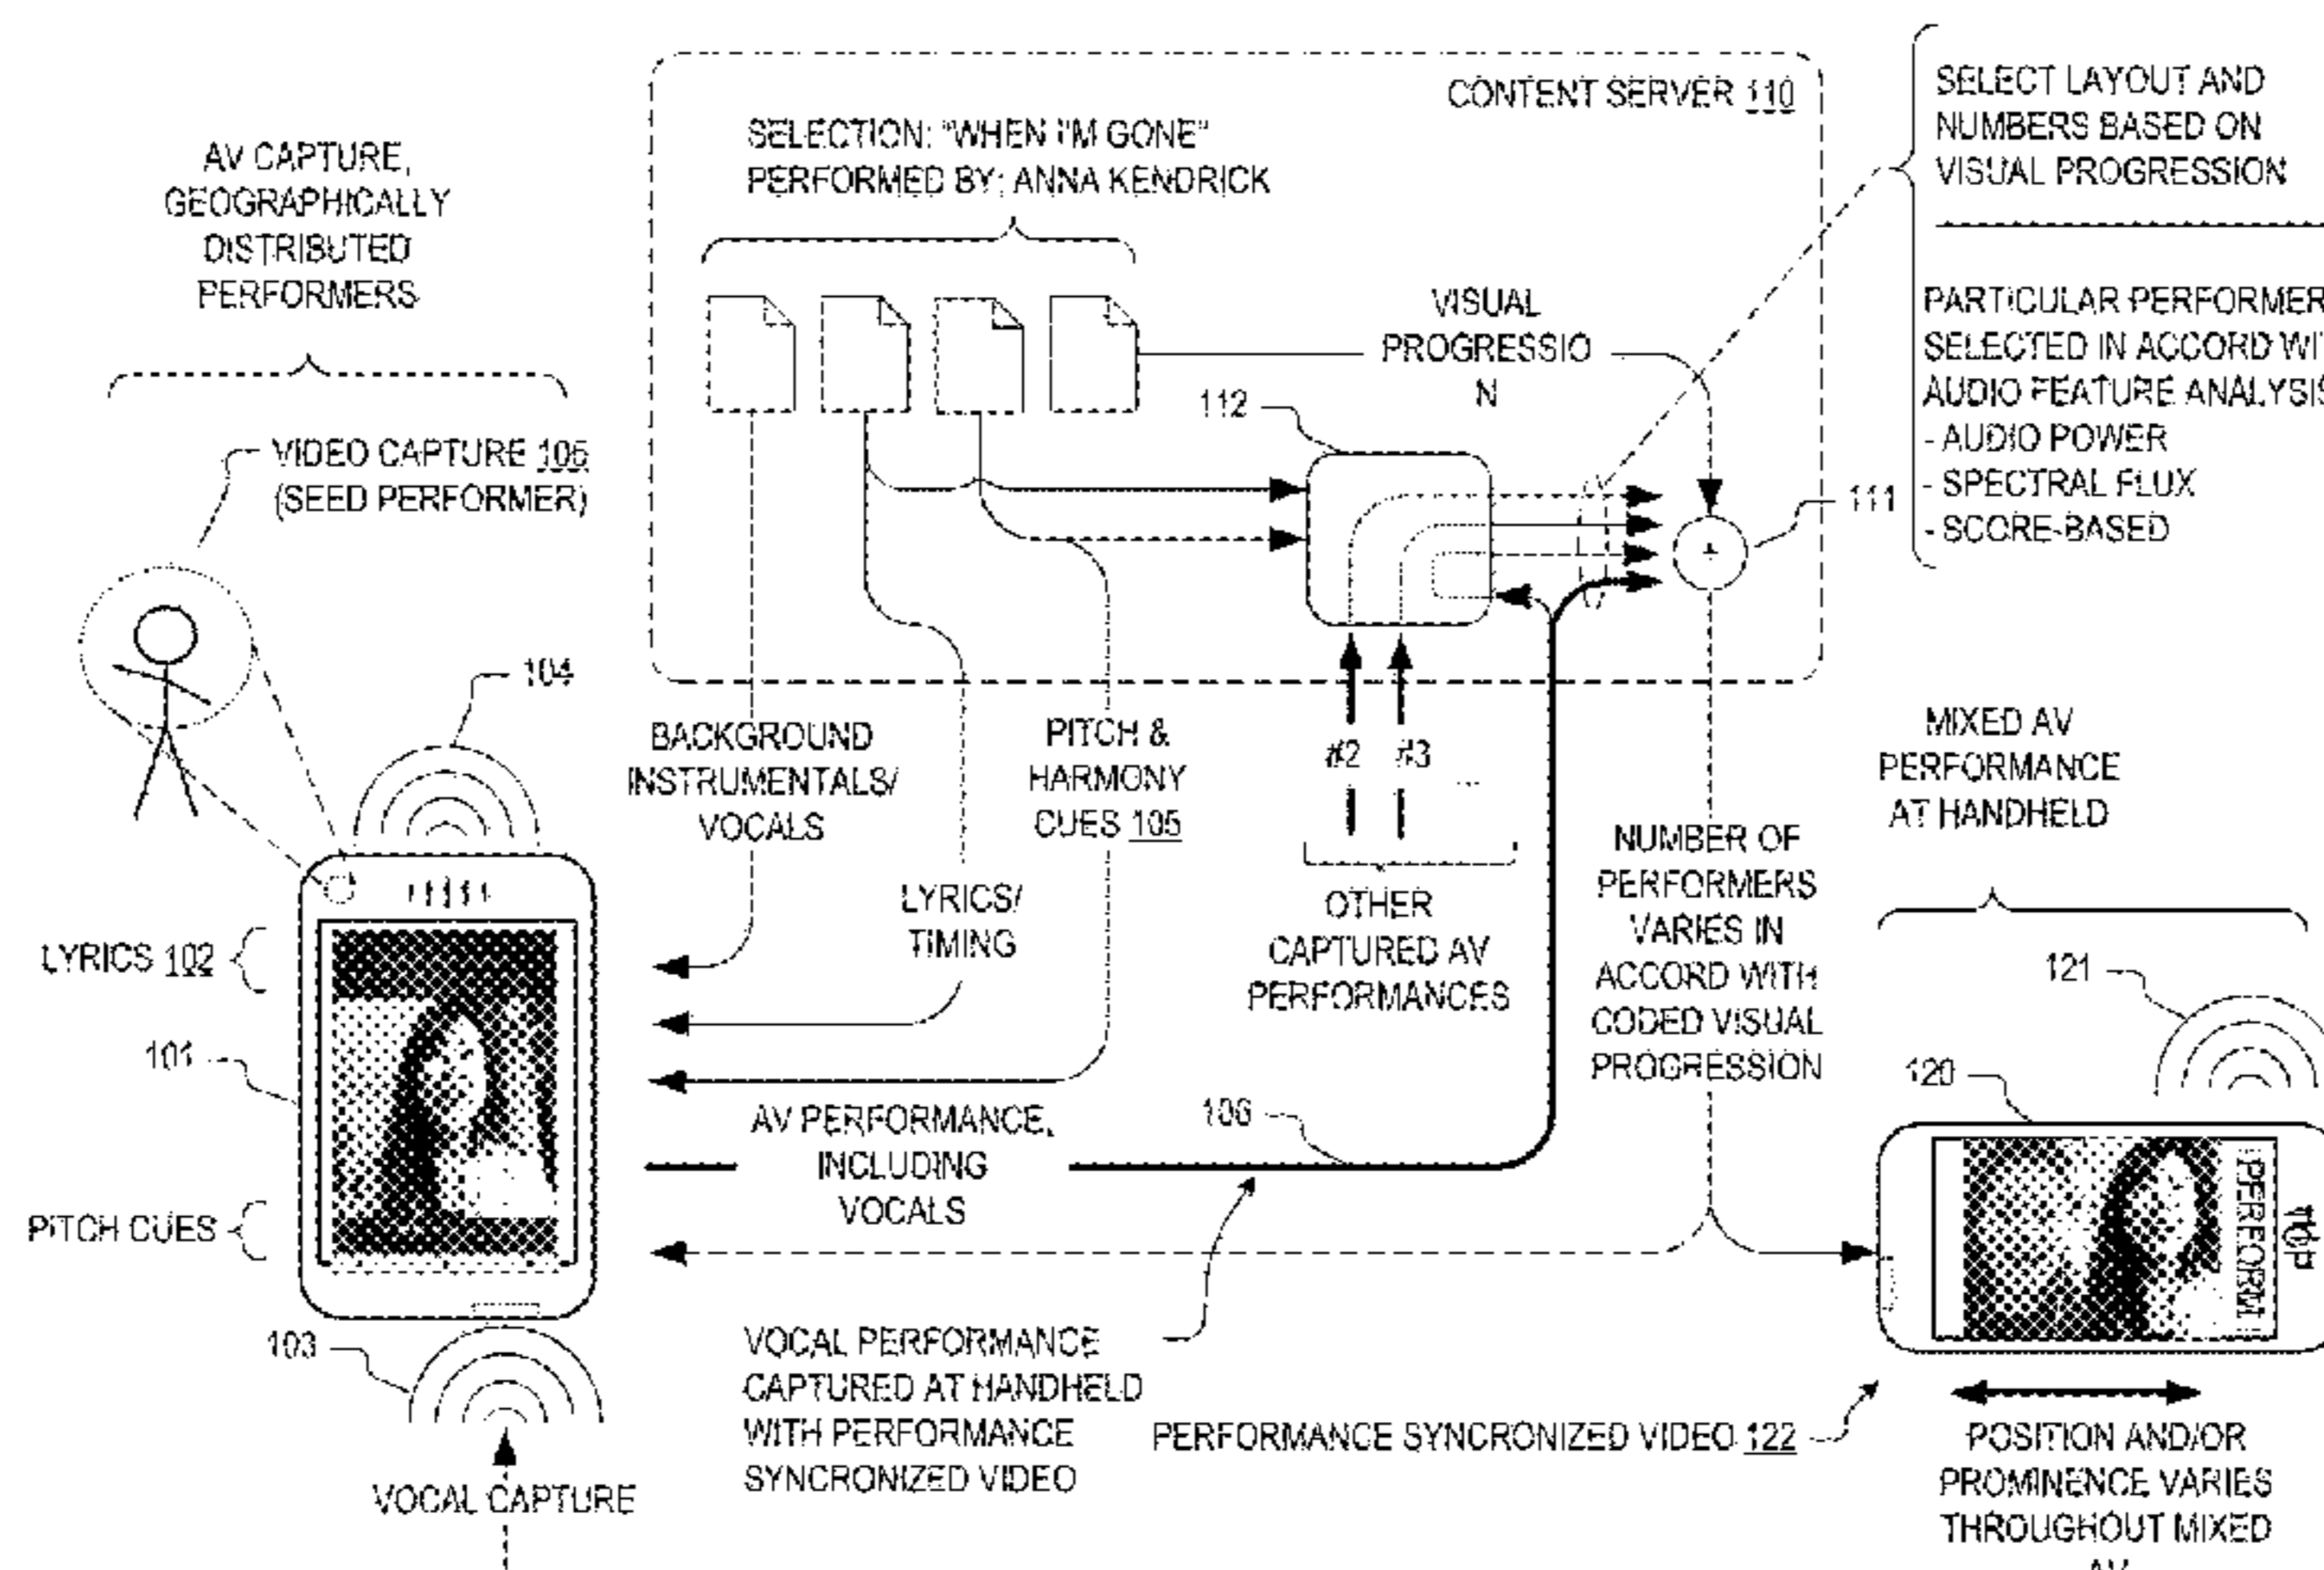 AV CAPTURE,
GEOGRAPHICALLY
DISTRIBUTED
PERFORMERS
VIDEO CAPTURE 106
(SEED PERFORMER)
104
LYRICS 102
101
PITCH CUES
103
VOCAL CAPTURE
CONTENT SERVER 110
SELECTION: "WHEN I'M GONE"
PERFORMED BY: ANNA KENDRICK
VISUAL
PROGRESSIO
N
112
111
BACKGROUND
INSTRUMENTALS/
VOCALS
LYRICS/
TIMING
PITCH &
HARMONY
CUES 105
#2 #3 ...
OTHER
CAPTURED AV
PERFORMANCES
AV PERFORMANCE,
INCLUDING
VOCALS
106
NUMBER OF
PERFORMERS
VARIES IN
ACCORD WITH
CODED VISUAL
PROGRESSION
VOCAL PERFORMANCE
CAPTURED AT HANDHELD
WITH PERFORMANCE
SYNCRONIZED VIDEO
PERFORMANCE SYNCRONIZED VIDEO 122
SELECT LAYOUT AND
NUMBERS BASED ON
VISUAL PROGRESSION
PARTICULAR PERFORMER
SELECTED IN ACCORD WIT
AUDIO FEATURE ANALYSIS
- AUDIO POWER
- SPECTRAL FLUX
- SCORE-BASED
MIXED AV
PERFORMANCE
AT HANDHELD
121
120
TOP
PERFORM
POSITION AND/OR
PROMINENCE VARIES
THROUGHOUT MIXED
AV